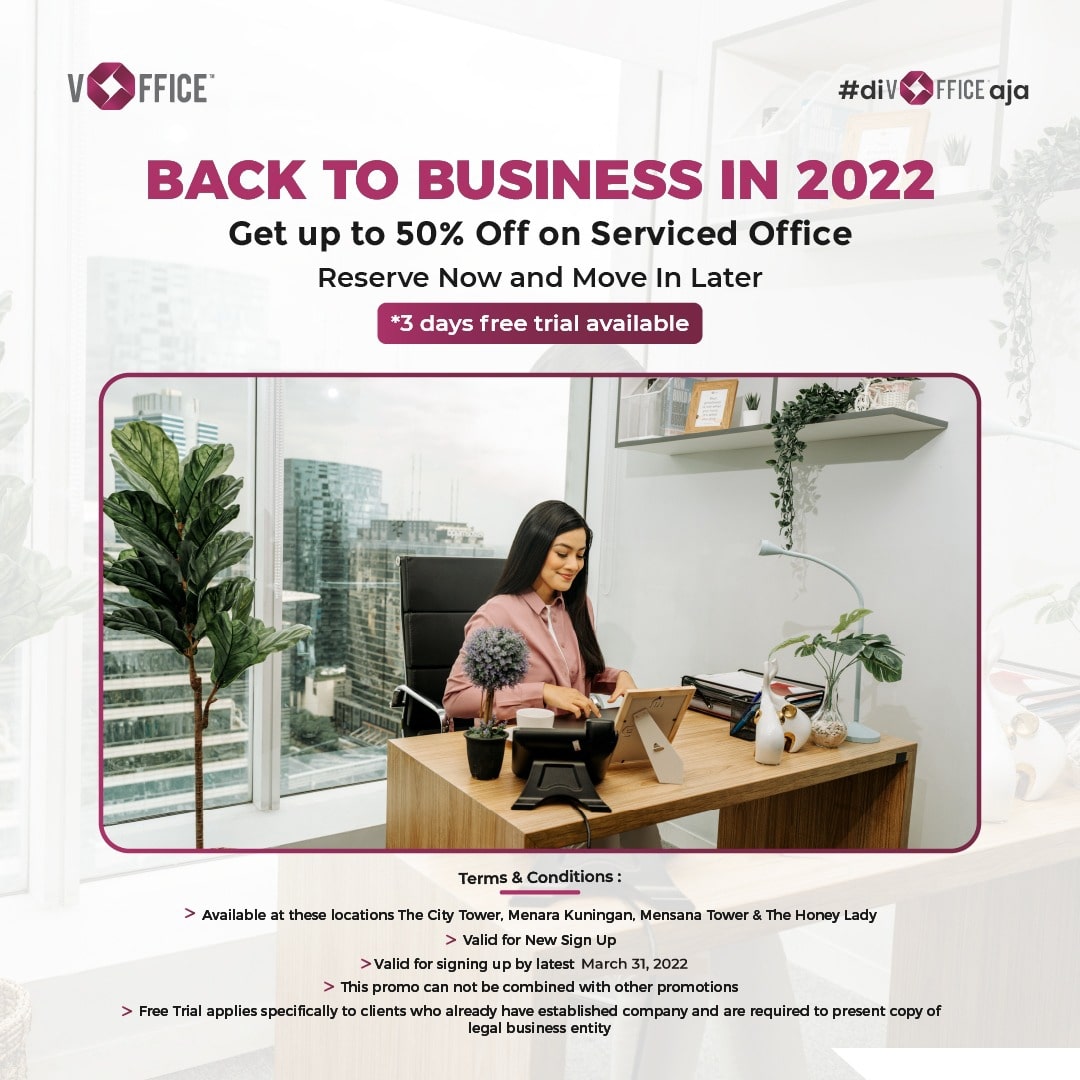 VOFFICE™
#diVOFFICE aja
BACK TO BUSINESS IN 2022
Get up to 50% Off on Serviced Office
Reserve Now and Move In Later
*3 days free trial available
Terms & Conditions :
> Available at these locations The City Tower, Menara Kuningan, Mensana Tower & The Honey Lady
> Valid for New Sign Up
> Valid for signing up by latest March 31, 2022
> This promo can not be combined with other promotions
> Free Trial applies specifically to clients who already have established company and are required to present copy of
legal business entity